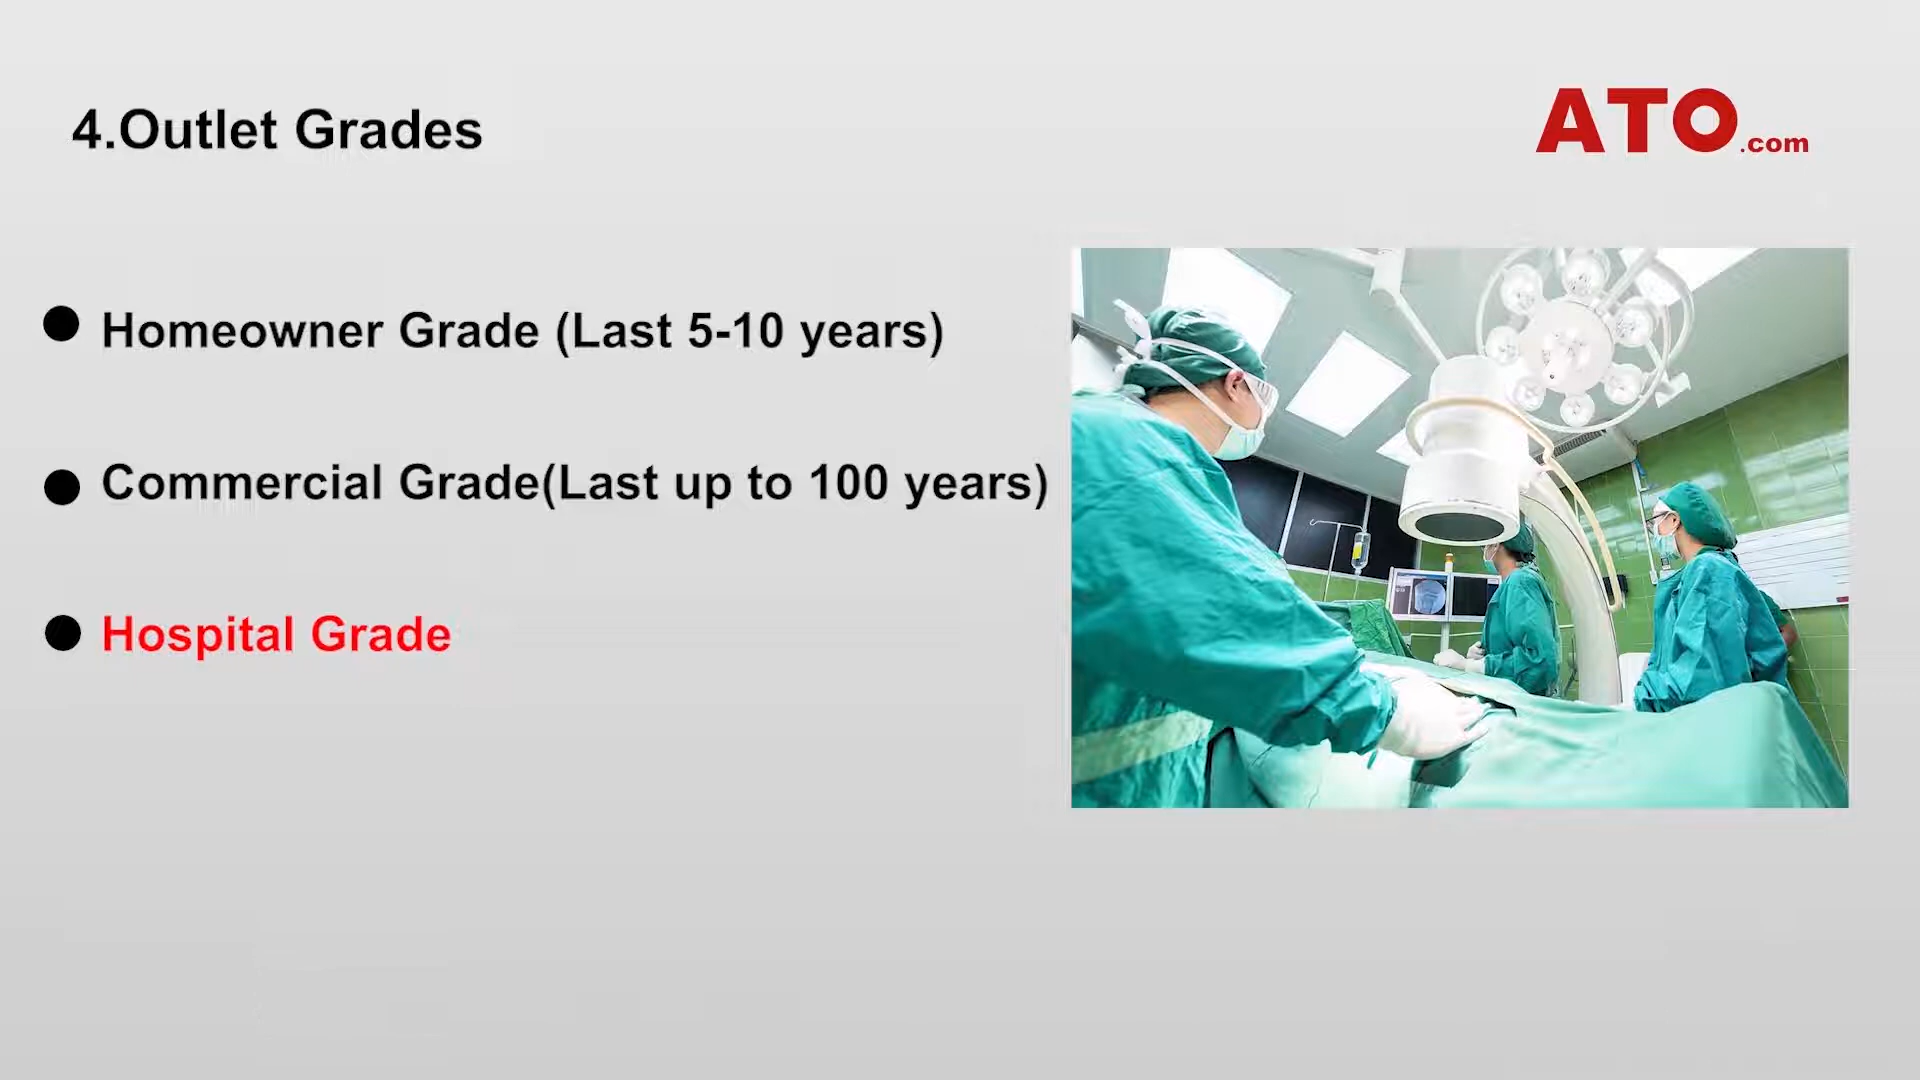 4.Outlet Grades
ATO.com
Homeowner Grade (Last 5-10 years)
Commercial Grade(Last up to 100 years)
Hospital Grade